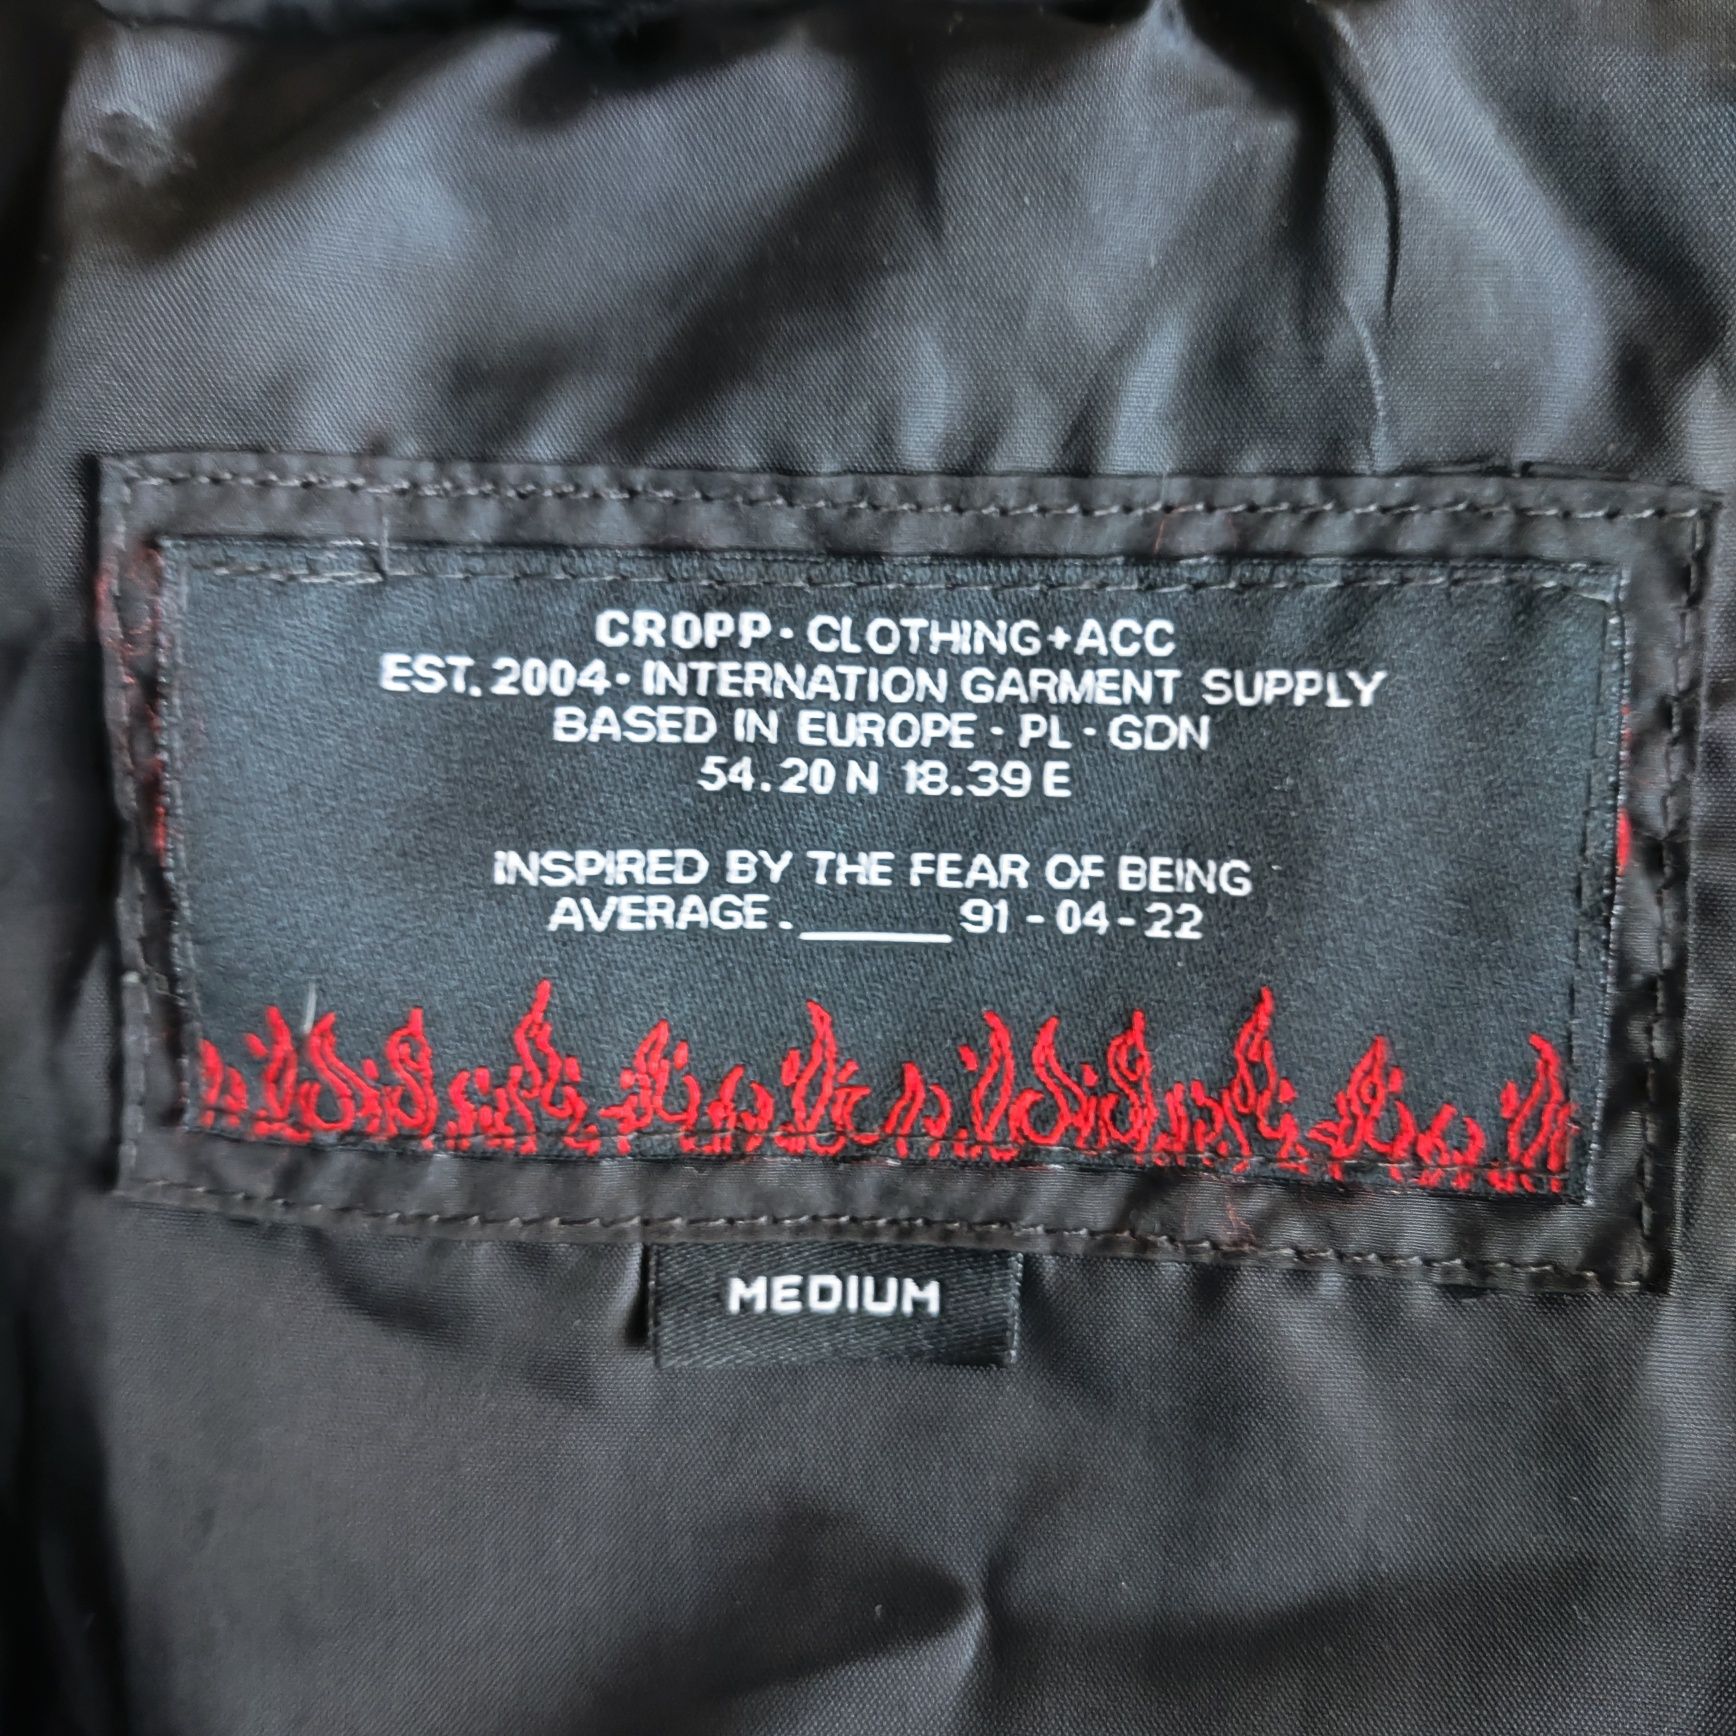 CROPP · CLOTHING+ACC
EST. 2004 · INTERNATION GARMENT SUPPLY
BASED IN EUROPE · PL · GDN
54.20 N 18.39 E
INSPIRED BY THE FEAR OF BEING
AVERAGE. _____ 91 - 04 - 22
MEDIUM